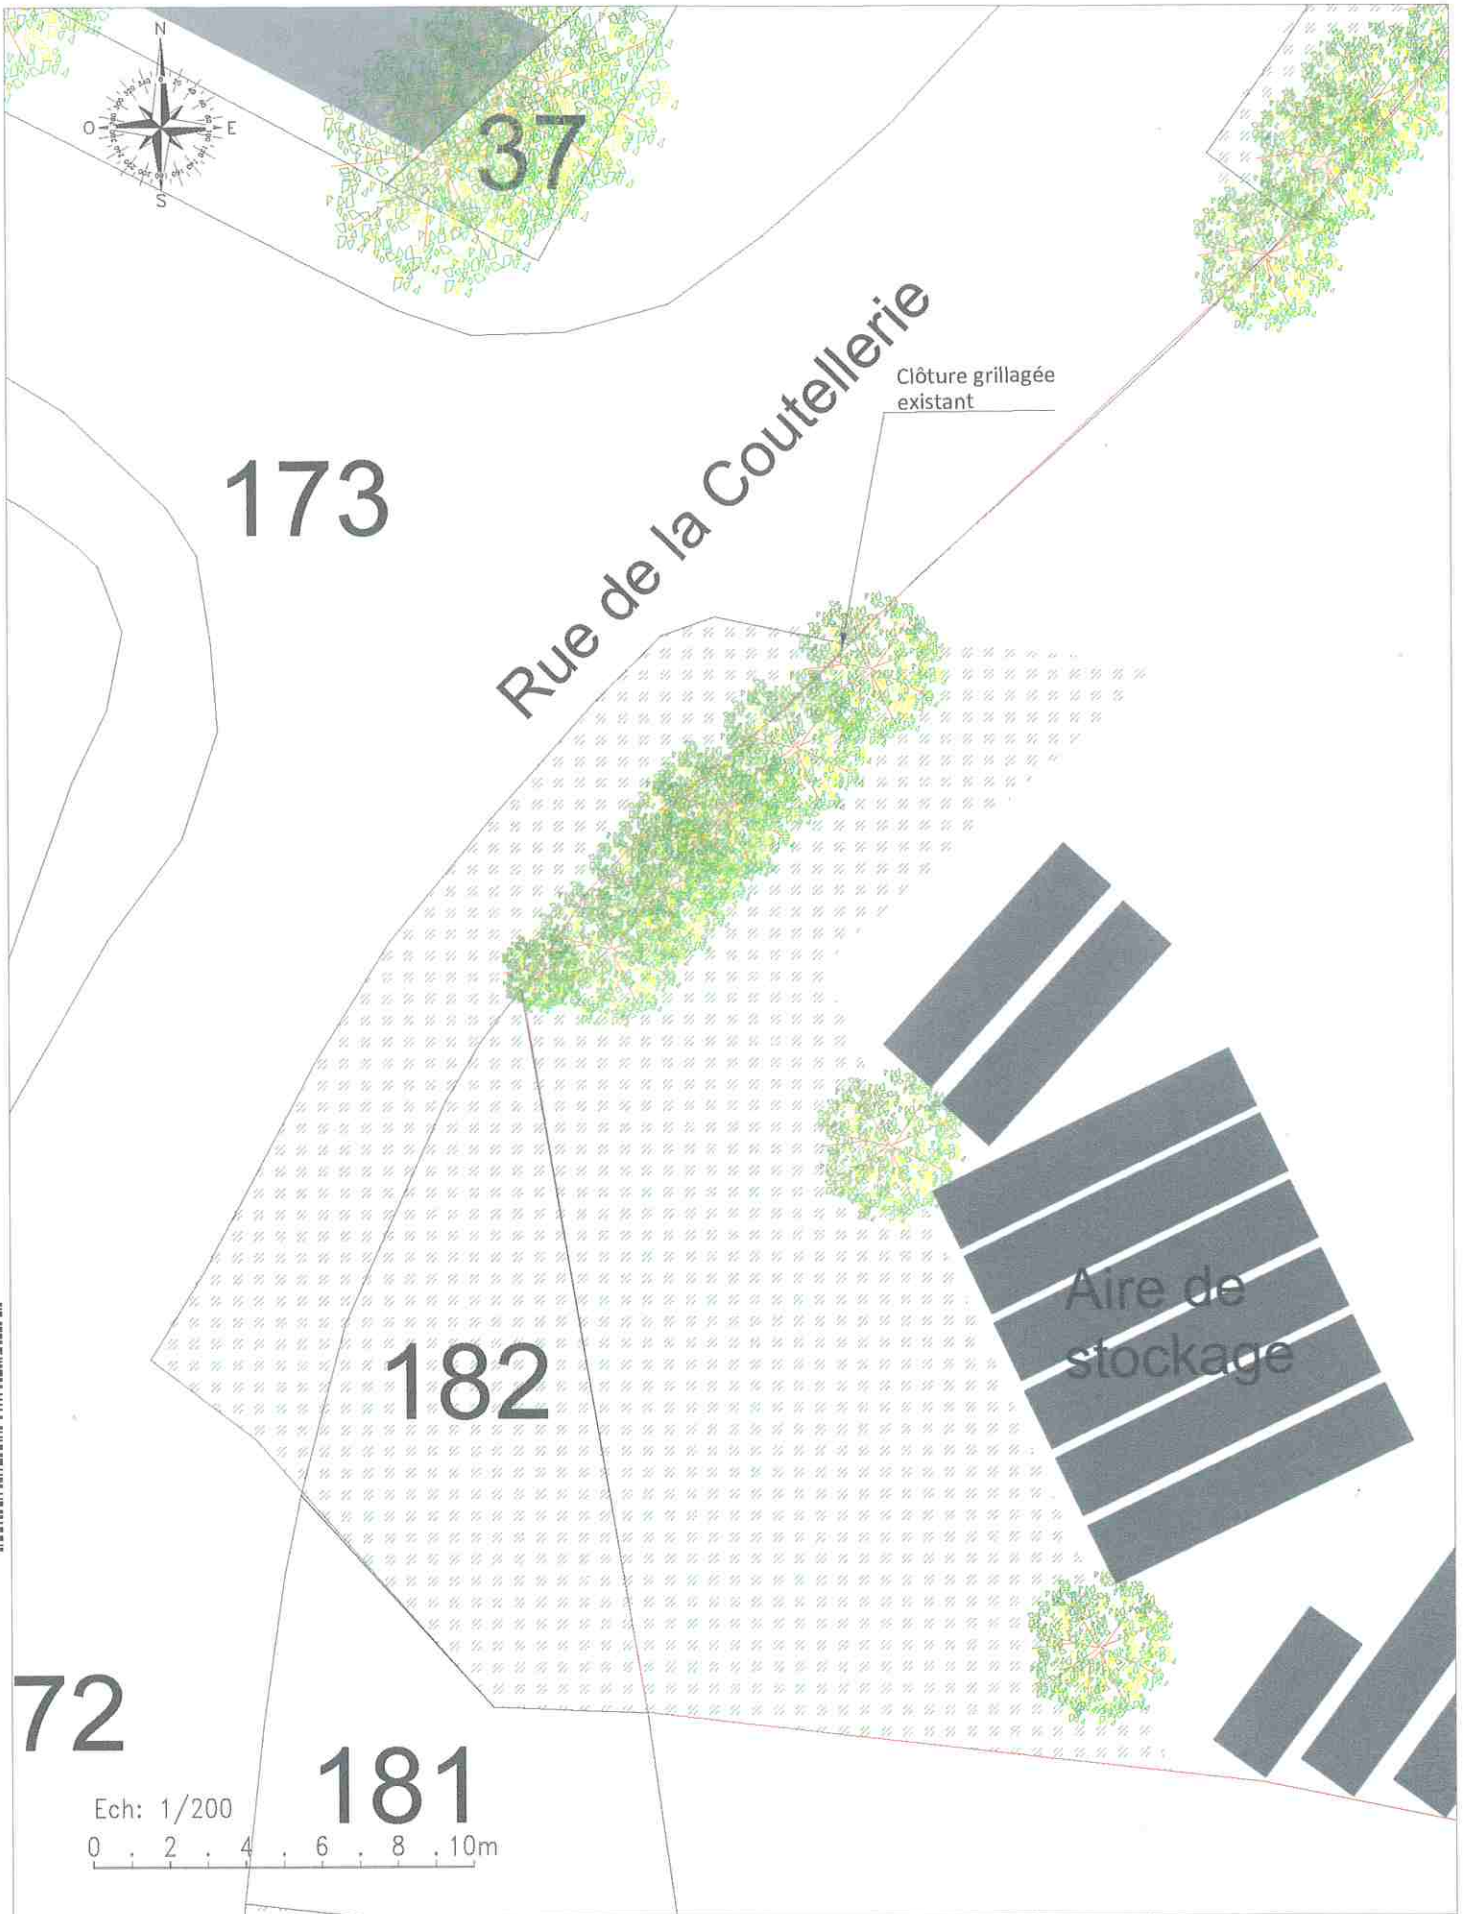 N
O
E
S
37
Rue de la Coutellerie
Clôture grillagée
existant
173
Aire de
stockage
182
72
181
Ech: 1/200
0 . 2 . 4 . 6 . 8 . 10m